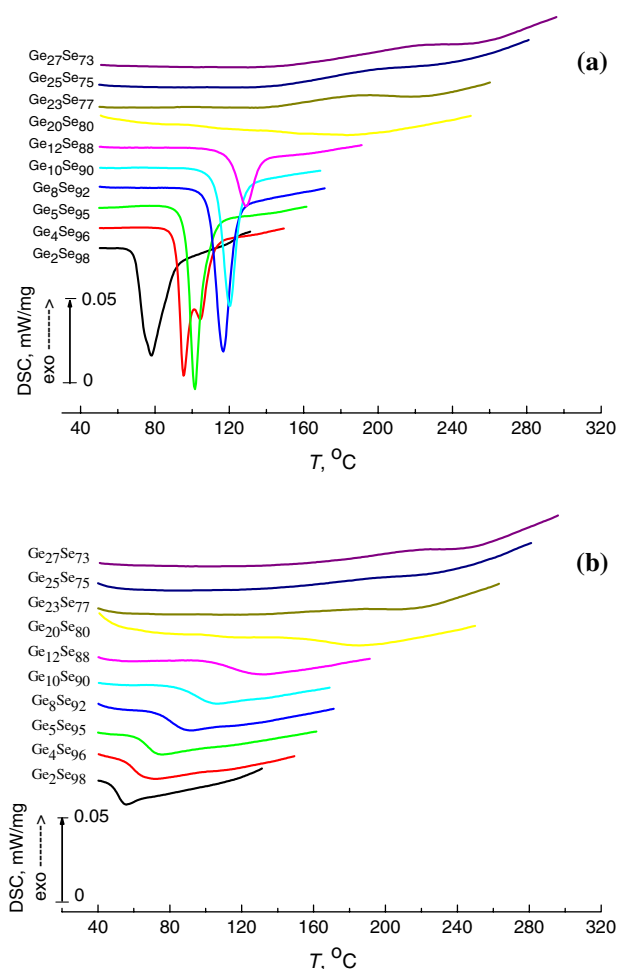 (a)
Ge27Se73
Ge25Se75
Ge23Se77
Ge20Se80
Ge12Se88
Ge10Se90
Ge8Se92
Ge5Se95
Ge4Se96
Ge2Se98
DSC, mW/mg
exo ------>
0.05
0
40 80 120 160 200 240 280 320
T, °C
(b)
Ge27Se73
Ge25Se75
Ge23Se77
Ge20Se80
Ge12Se88
Ge10Se90
Ge8Se92
Ge5Se95
Ge4Se96
Ge2Se98
DSC, mW/mg
exo ------>
0.05
0
40 80 120 160 200 240 280 320
T, °C